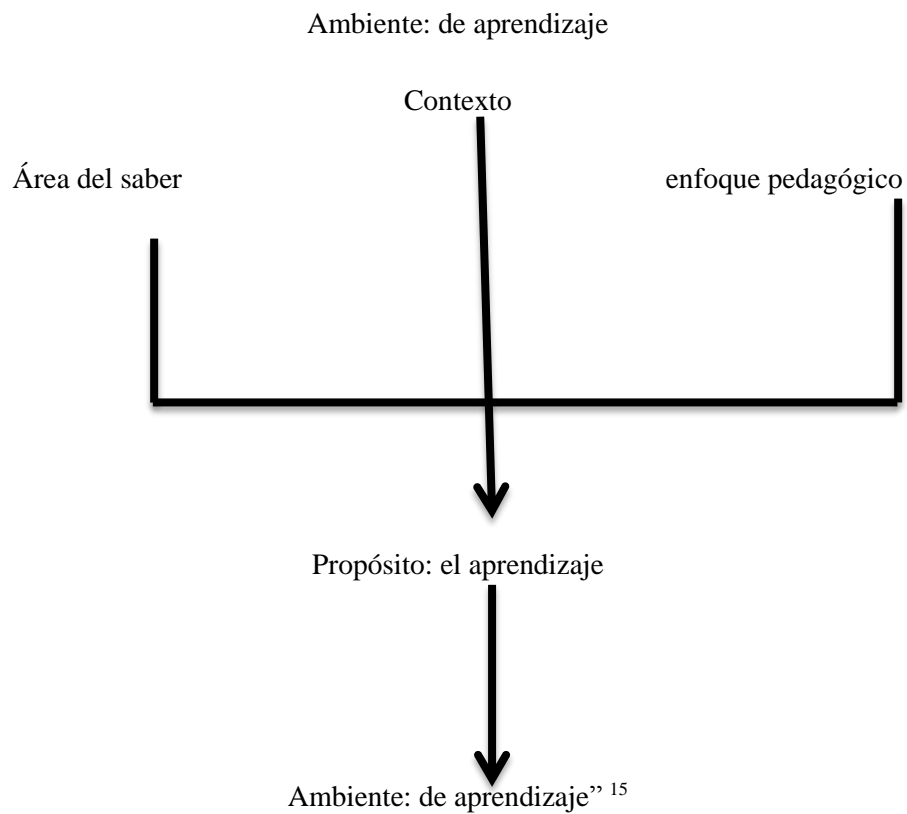 Ambiente: de aprendizaje
Contexto
Área del saber
enfoque pedagógico
Propósito: el aprendizaje
Ambiente: de aprendizaje” 15